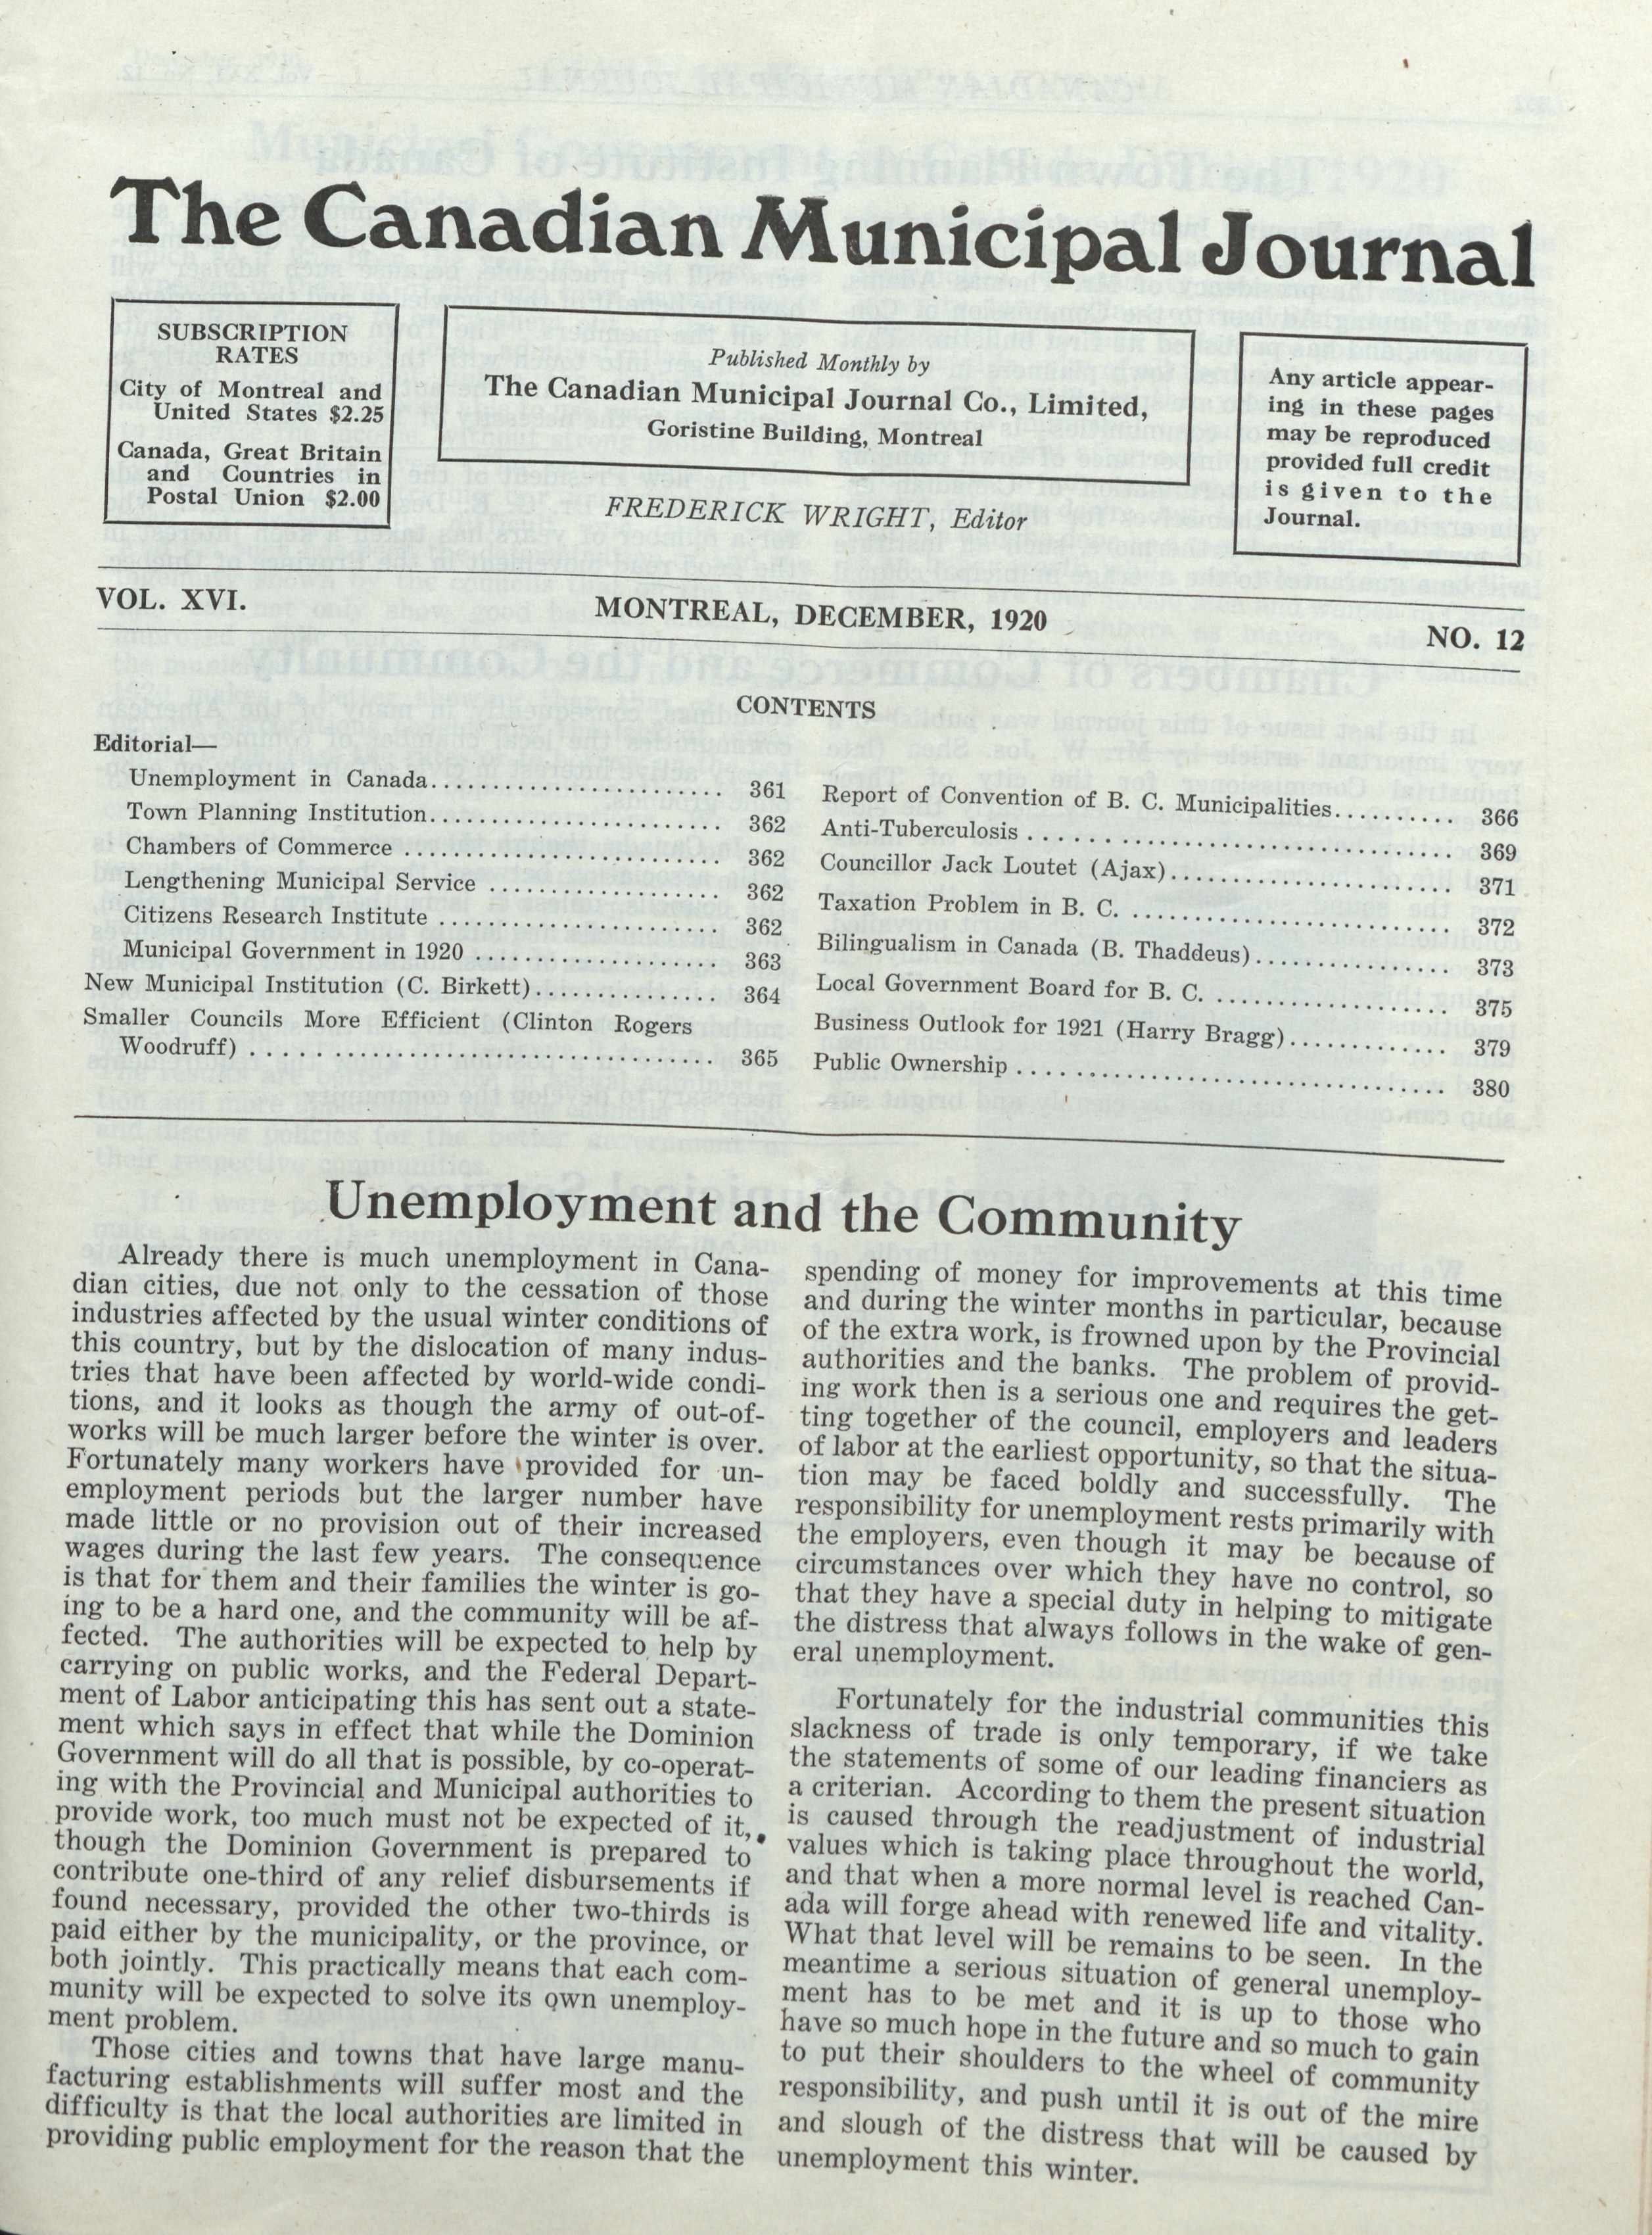 The Canadian Municipal Journal
SUBSCRIPTION
RATES
City of Montreal and
United States $2.25
Canada, Great Britain
and Countries in
Postal Union $2.00
Published Monthly by
The Canadian Municipal Journal Co., Limited,
Goristine Building, Montreal
FREDERICK WRIGHT, Editor
Any article appear-
ing in these pages
may be reproduced
provided full credit
is given to the
Journal.
VOL. XVI.
MONTREAL, DECEMBER, 1920
NO. 12
CONTENTS
Editorial—
Unemployment in Canada........................ 361
Town Planning Institution........................ 362
Chambers of Commerce .......................... 362
Lengthening Municipal Service ................... 362
Citizens Research Institute ....................... 362
Municipal Government in 1920 .................... 363
New Municipal Institution (C. Birkett)............... 364
Smaller Councils More Efficient (Clinton Rogers
Woodruff) .................................. 365
Report of Convention of B. C. Municipalities.......... 366
Anti-Tuberculosis .................................. 369
Councillor Jack Loutet (Ajax)....................... 371
Taxation Problem in B. C. .......................... 372
Bilingualism in Canada (B. Thaddeus)................ 373
Local Government Board for B. C. ................... 375
Business Outlook for 1921 (Harry Bragg)............. 379
Public Ownership ................................... 380
Unemployment and the Community
Already there is much unemployment in Cana-
dian cities, due not only to the cessation of those
industries affected by the usual winter conditions of
this country, but by the dislocation of many indus-
tries that have been affected by world-wide condi-
tions, and it looks as though the army of out-of-
works will be much larger before the winter is over.
Fortunately many workers have provided for un-
employment periods but the larger number have
made little or no provision out of their increased
wages during the last few years. The consequence
is that for them and their families the winter is go-
ing to be a hard one, and the community will be af-
fected. The authorities will be expected to help by
carrying on public works, and the Federal Depart-
ment of Labor anticipating this has sent out a state-
ment which says in effect that while the Dominion
Government will do all that is possible, by co-operat-
ing with the Provincial and Municipal authorities to
provide work, too much must not be expected of it,
though the Dominion Government is prepared to
contribute one-third of any relief disbursements if
found necessary, provided the other two-thirds is
paid either by the municipality, or the province, or
both jointly. This practically means that each com-
munity will be expected to solve its own unemploy-
ment problem.
Those cities and towns that have large manu-
facturing establishments will suffer most and the
difficulty is that the local authorities are limited in
providing public employment for the reason that the
spending of money for improvements at this time
and during the winter months in particular, because
of the extra work, is frowned upon by the Provincial
authorities and the banks. The problem of provid-
ing work then is a serious one and requires the get-
ting together of the council, employers and leaders
of labor at the earliest opportunity, so that the situa-
tion may be faced boldly and successfully. The
responsibility for unemployment rests primarily with
the employers, even though it may be because of
circumstances over which they have no control, so
that they have a special duty in helping to mitigate
the distress that always follows in the wake of gen-
eral unemployment.
Fortunately for the industrial communities this
slackness of trade is only temporary, if we take
the statements of some of our leading financiers as
a criterian. According to them the present situation
is caused through the readjustment of industrial
values which is taking place throughout the world,
and that when a more normal level is reached Can-
ada will forge ahead with renewed life and vitality.
What that level will be remains to be seen. In the
meantime a serious situation of general unemploy-
ment has to be met and it is up to those who
have so much hope in the future and so much to gain
to put their shoulders to the wheel of community
responsibility, and push until it is out of the mire
and slough of the distress that will be caused by
unemployment this winter.